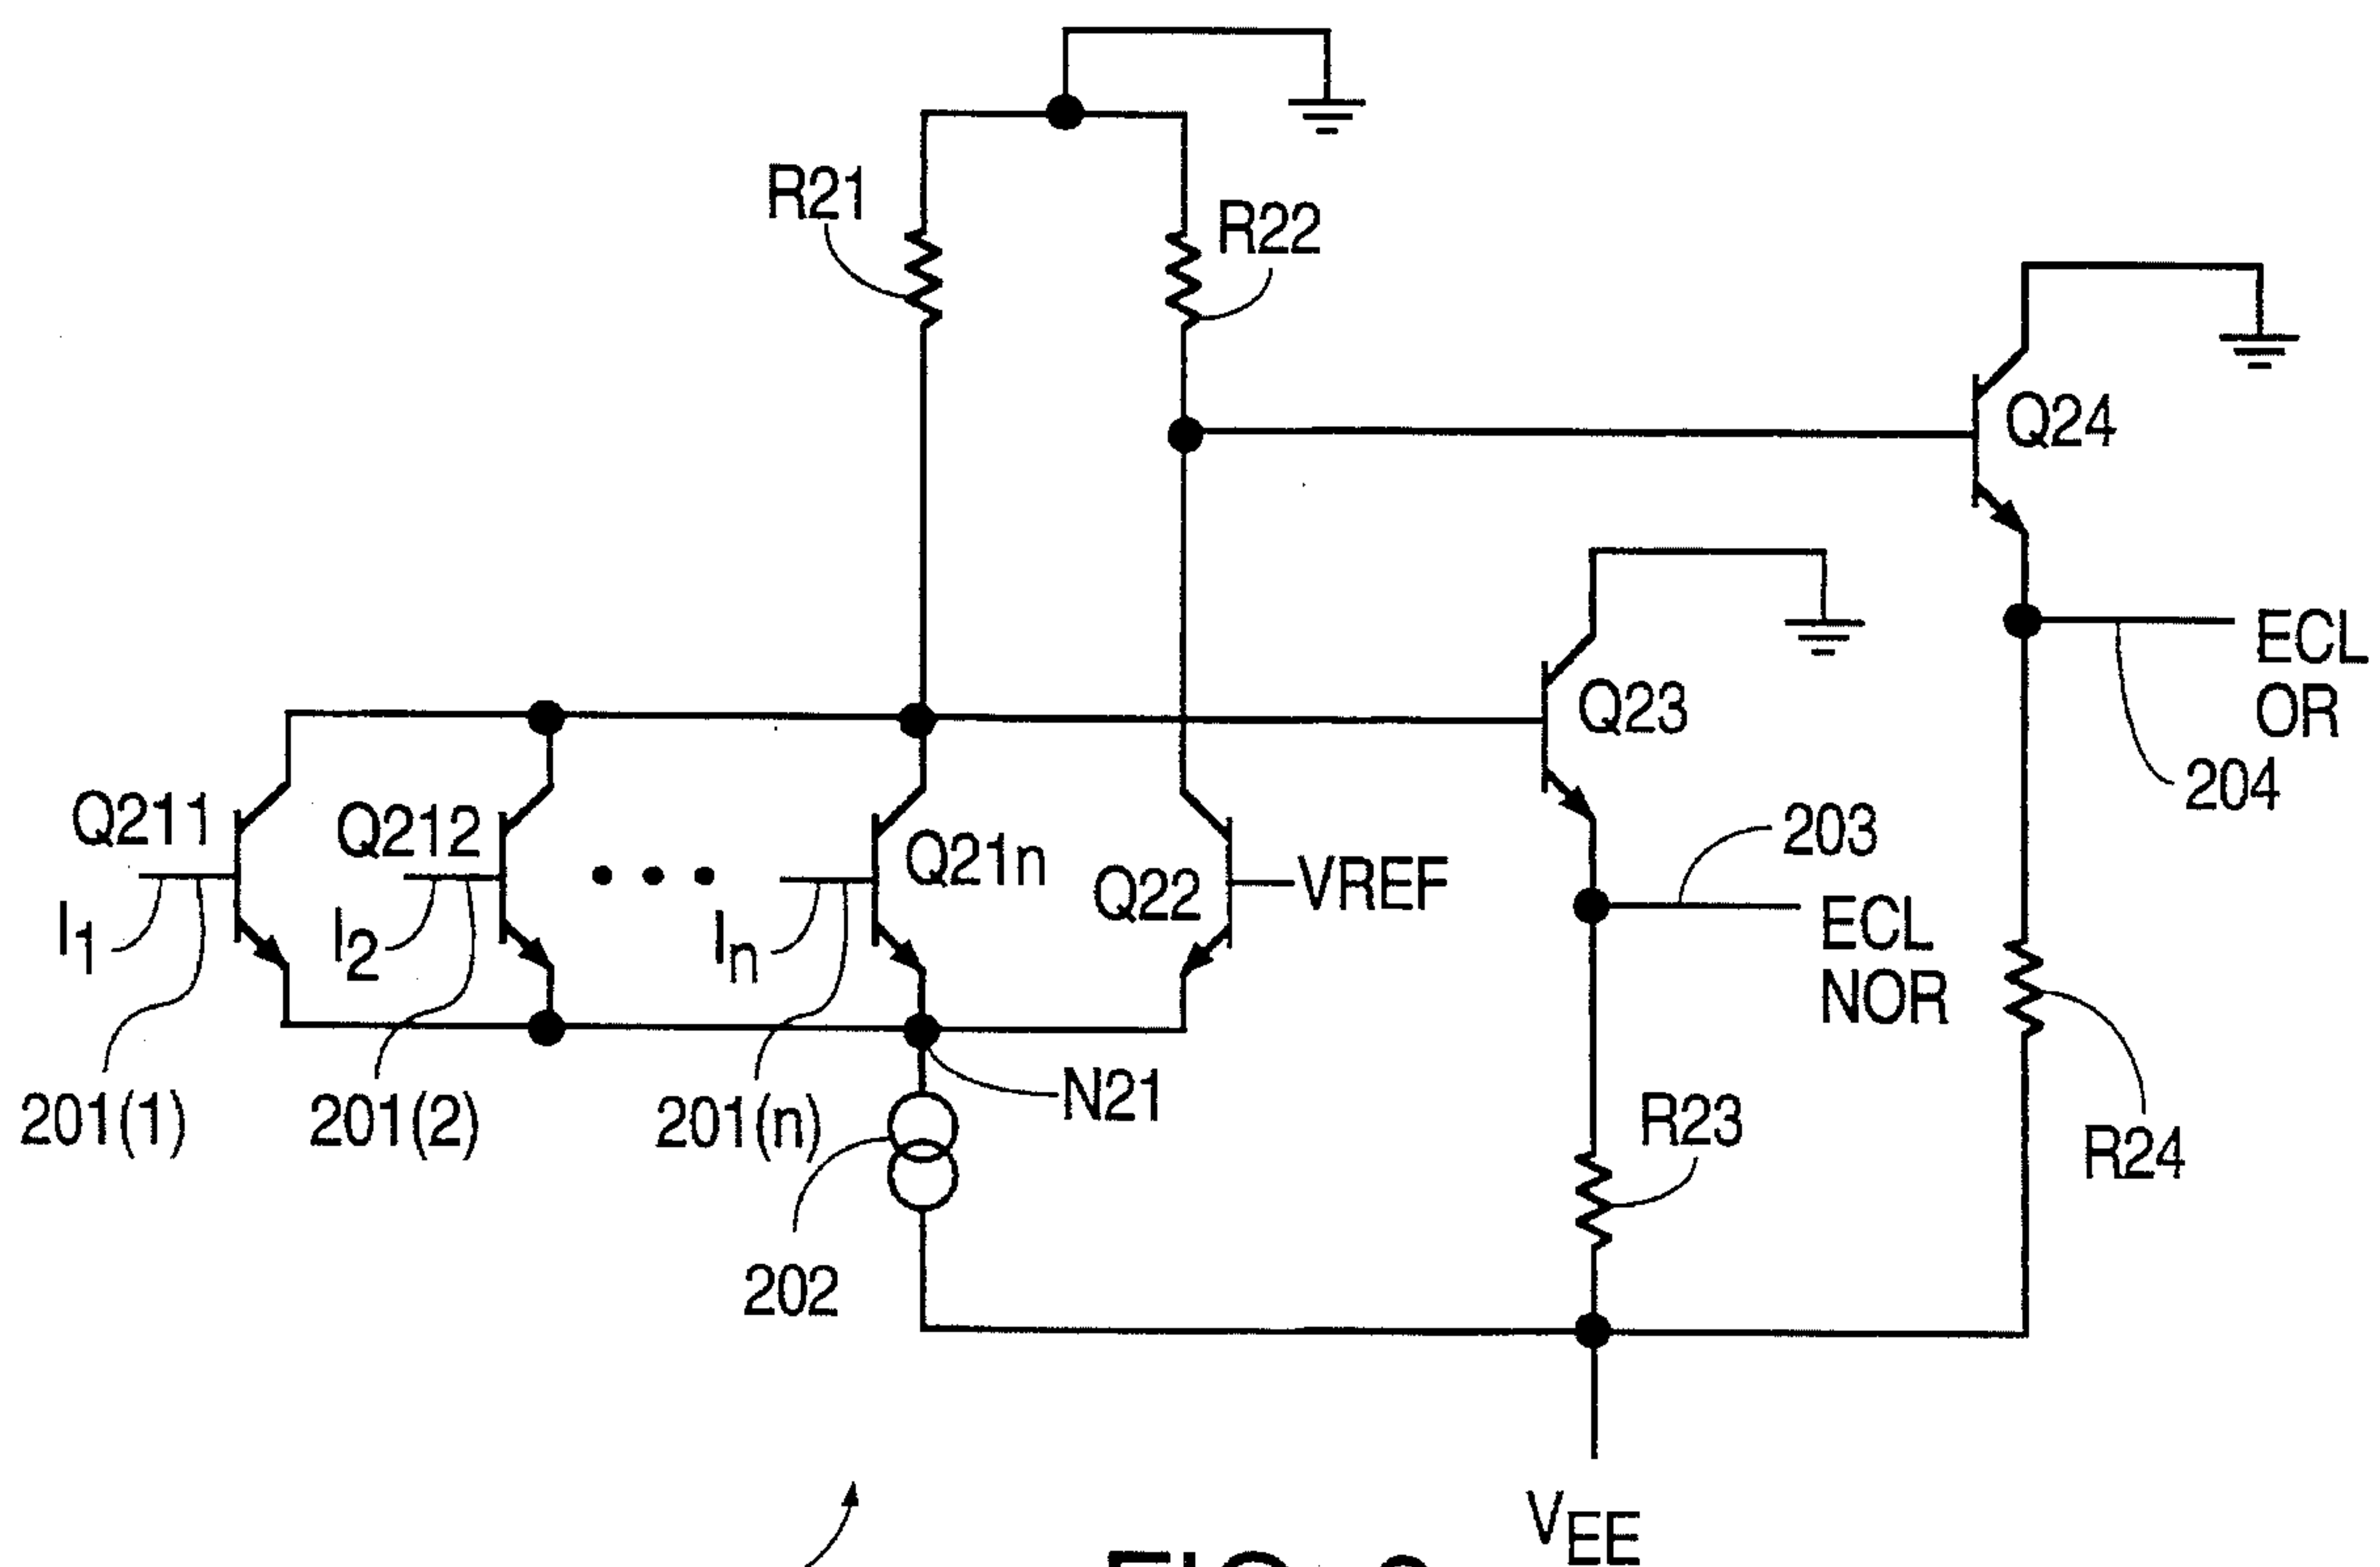 R21
R22
Q24
ECL
OR
204
Q23
203
ECL
NOR
Q211
Q212
Q21n
Q22
VREF
I1
I2
In
201(1)
201(2)
201(n)
N21
202
R23
R24
VEE